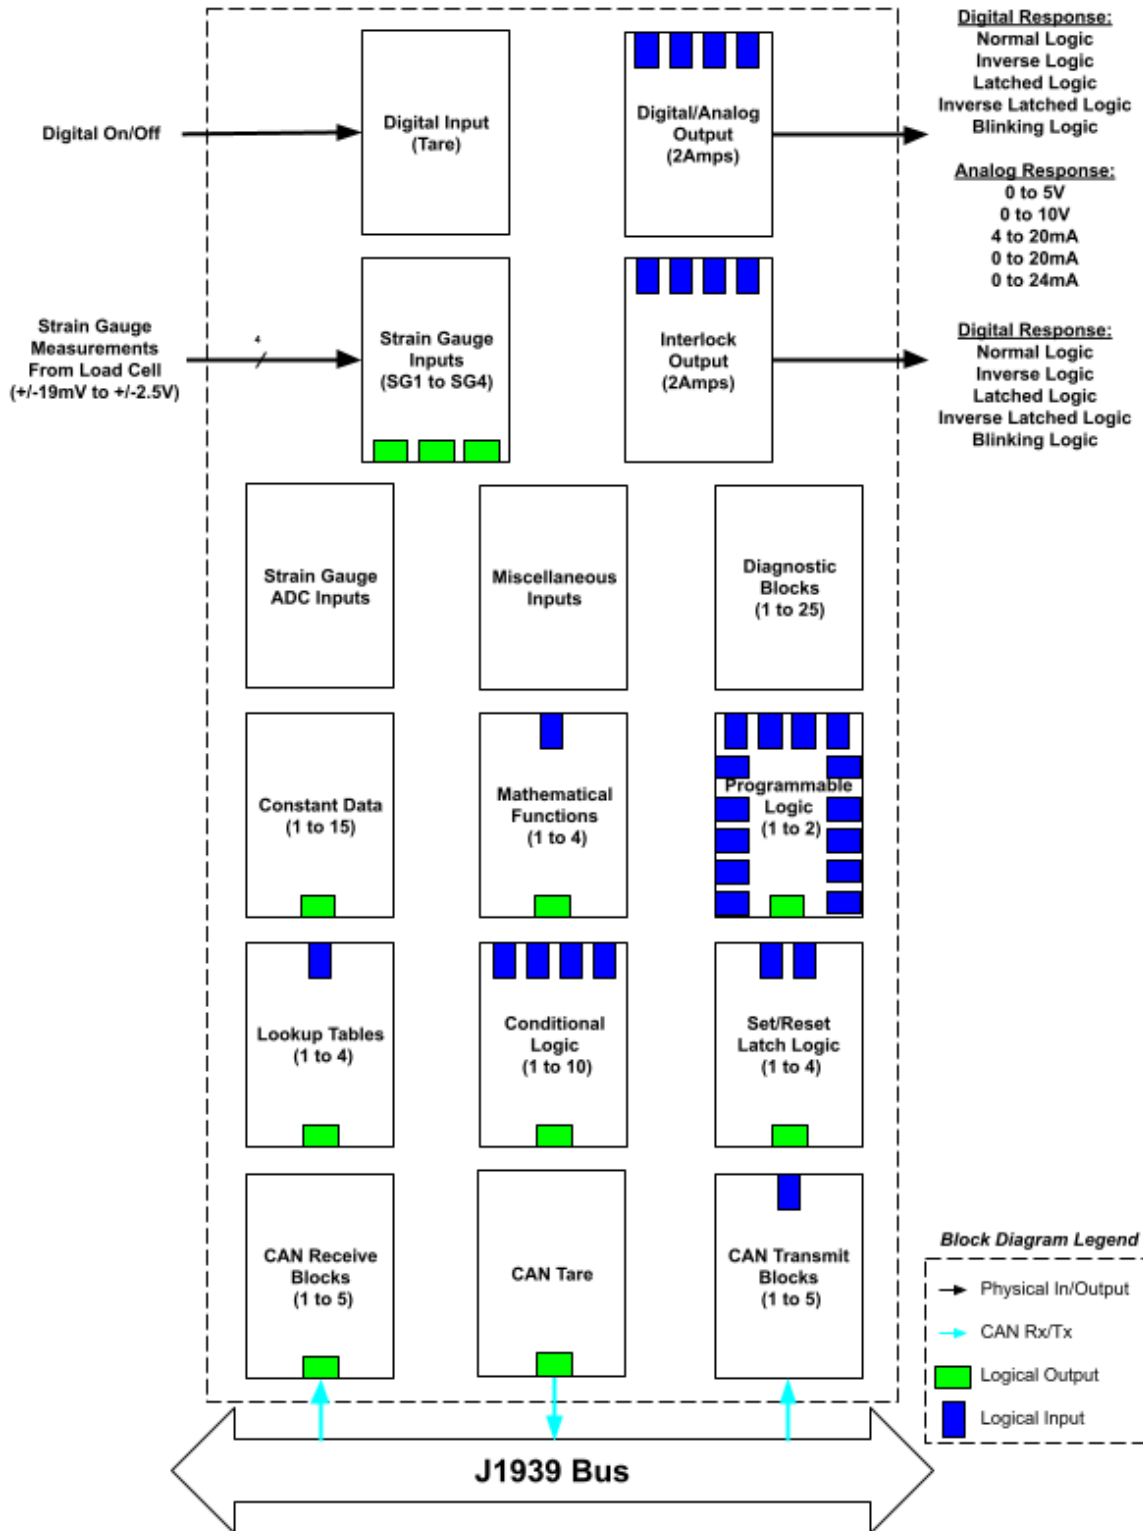 Digital On/Off
Digital Input
(Tare)
Digital/Analog
Output
(2Amps)
Digital Response:
Normal Logic
Inverse Logic
Latched Logic
Inverse Latched Logic
Blinking Logic
Analog Response:
0 to 5V
0 to 10V
4 to 20mA
0 to 20mA
0 to 24mA
Strain Gauge
Measurements
From Load Cell
(+/-19mV to +/-2.5V)
4
Strain Gauge
Inputs
(SG1 to SG4)
Interlock
Output
(2Amps)
Digital Response:
Normal Logic
Inverse Logic
Latched Logic
Inverse Latched Logic
Blinking Logic
Strain Gauge
ADC Inputs
Miscellaneous
Inputs
Diagnostic
Blocks
(1 to 25)
Constant Data
(1 to 15)
Mathematical
Functions
(1 to 4)
Programmable
Logic
(1 to 2)
Lookup Tables
(1 to 4)
Conditional
Logic
(1 to 10)
Set/Reset
Latch Logic
(1 to 4)
CAN Receive
Blocks
(1 to 5)
CAN Tare
CAN Transmit
Blocks
(1 to 5)
Block Diagram Legend
Physical In/Output
CAN Rx/Tx
Logical Output
Logical Input
J1939 Bus